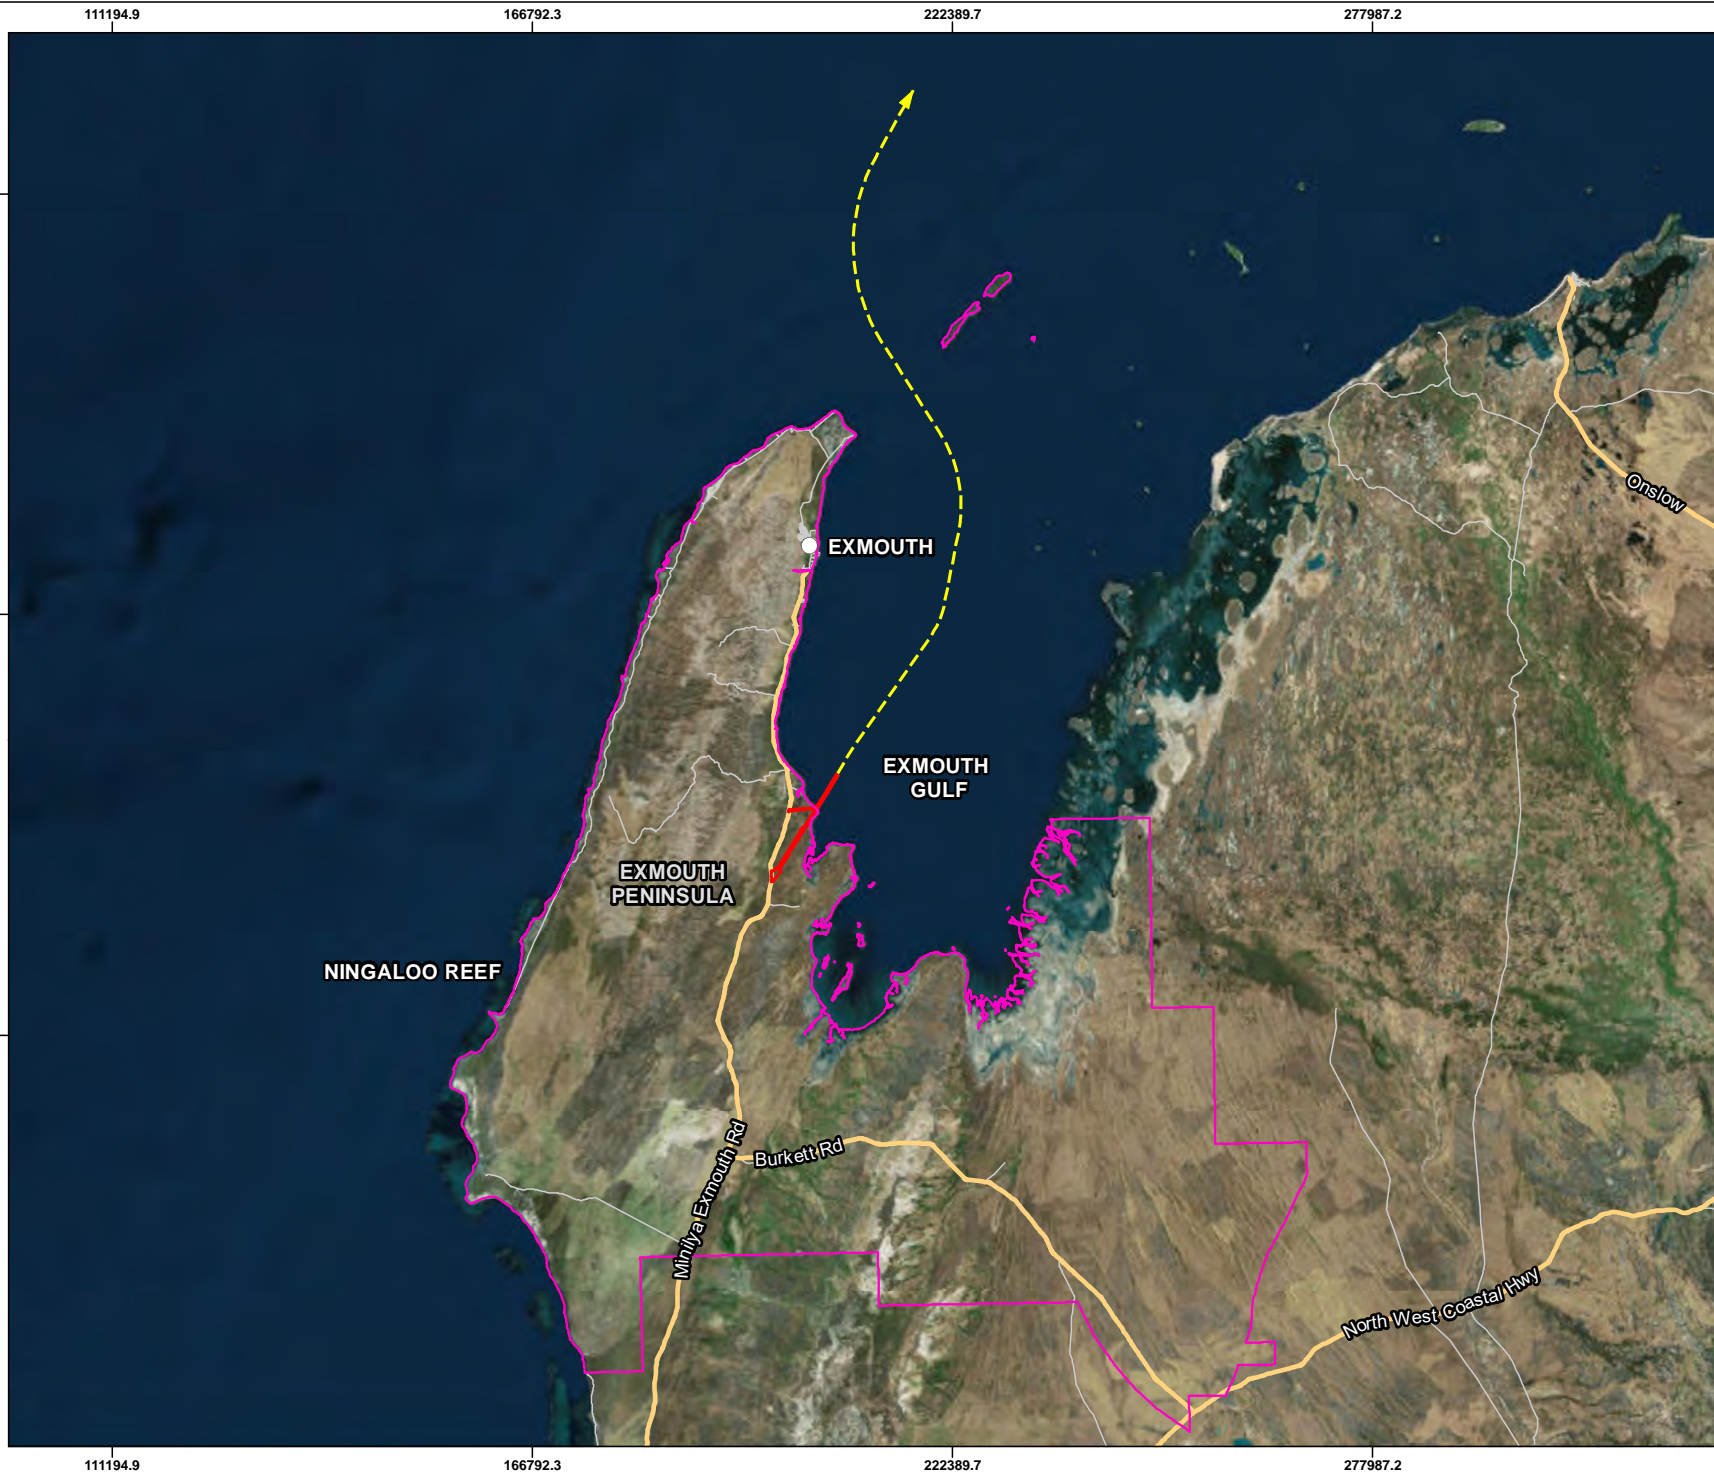 111194.9
166792.3
222389.7
277987.2
Onslow
EXMOUTH
EXMOUTH
GULF
EXMOUTH
PENINSULA
NINGALOO REEF
Minilya Exmouth Rd
Burkett Rd
North West Coastal Hwy
111194.9
166792.3
222389.7
277987.2